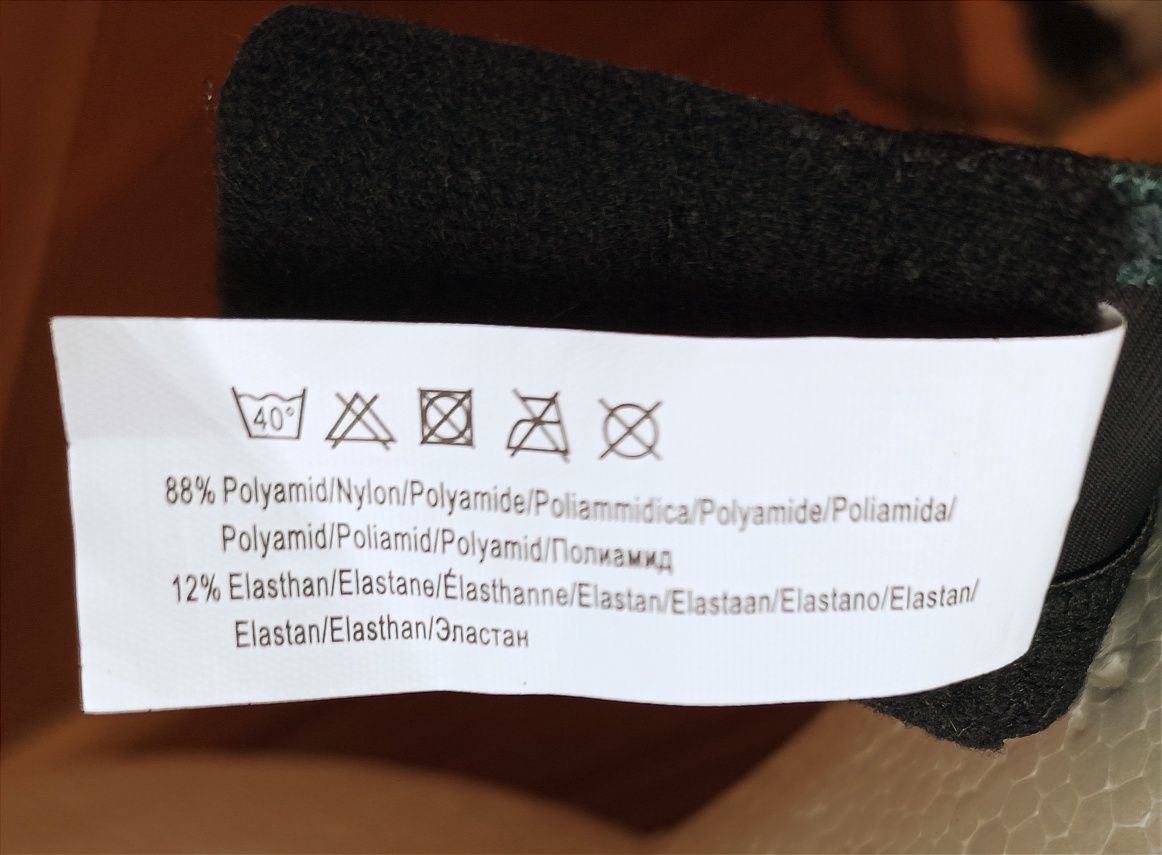 40°
88% Polyamid/Nylon/Polyamide/Poliammidica/Polyamide/Poliamida/
Polyamid/Poliamid/Polyamid/Полиамид
12% Elasthan/Elastane/Élasthanne/Elastan/Elastaan/Elastano/Elastan/
Elastan/Elasthan/Эластан